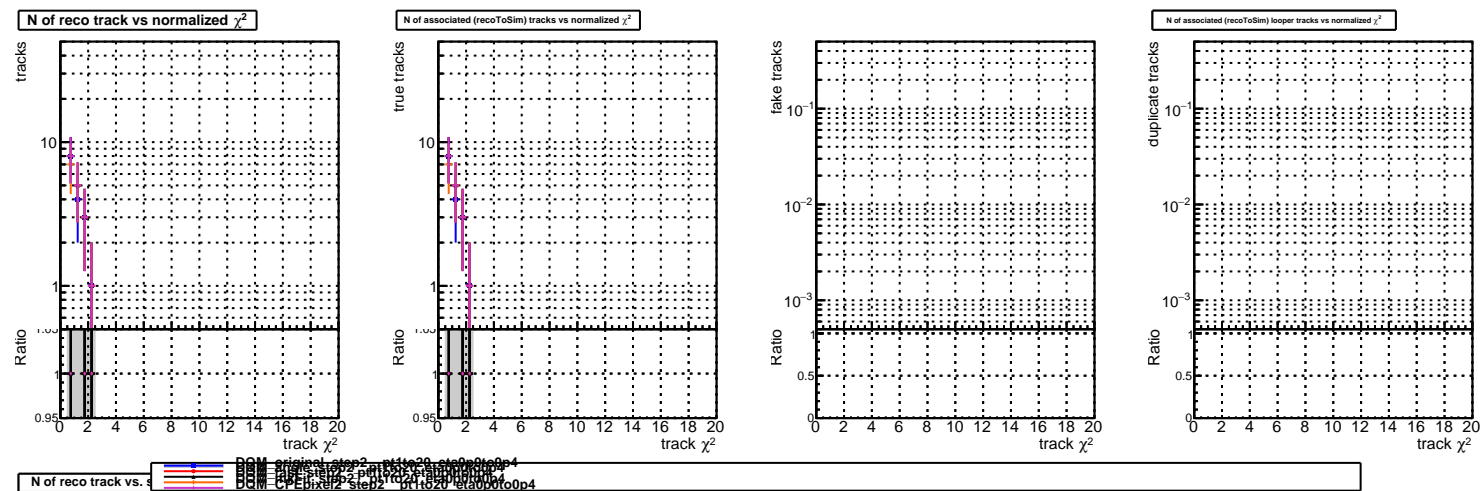 N of reco track vs normalized χ²
N of associated (recoToSim) tracks vs normalized χ²
N of associated (recoToSim) looper tracks vs normalized χ²
tracks
10
1
Ratio
1
0.95
0 2 4 6 8 10 12 14 16 18 20
track χ²
true tracks
10
1
Ratio
1
0.95
0 2 4 6 8 10 12 14 16 18 20
track χ²
fake tracks
10⁻¹
10⁻²
10⁻³
Ratio
1
0.5
0
0 2 4 6 8 10 12 14 16 18 20
track χ²
duplicate tracks
10⁻¹
10⁻²
10⁻³
Ratio
1
0.5
0
0 2 4 6 8 10 12 14 16 18 20
track χ²
N of reco track vs.
DQM_original_step2 pt1to20_eta0p0to0p4
DQM_CPEpixel2_step2 pt1to20_eta0p0to0p4